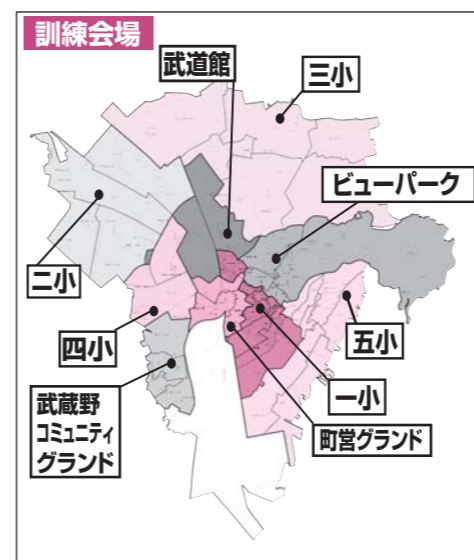 訓練会場
武道館
三小
ビューパーク
二小
四小
五小
武蔵野
コミュニティ
グランド
一小
町営グランド